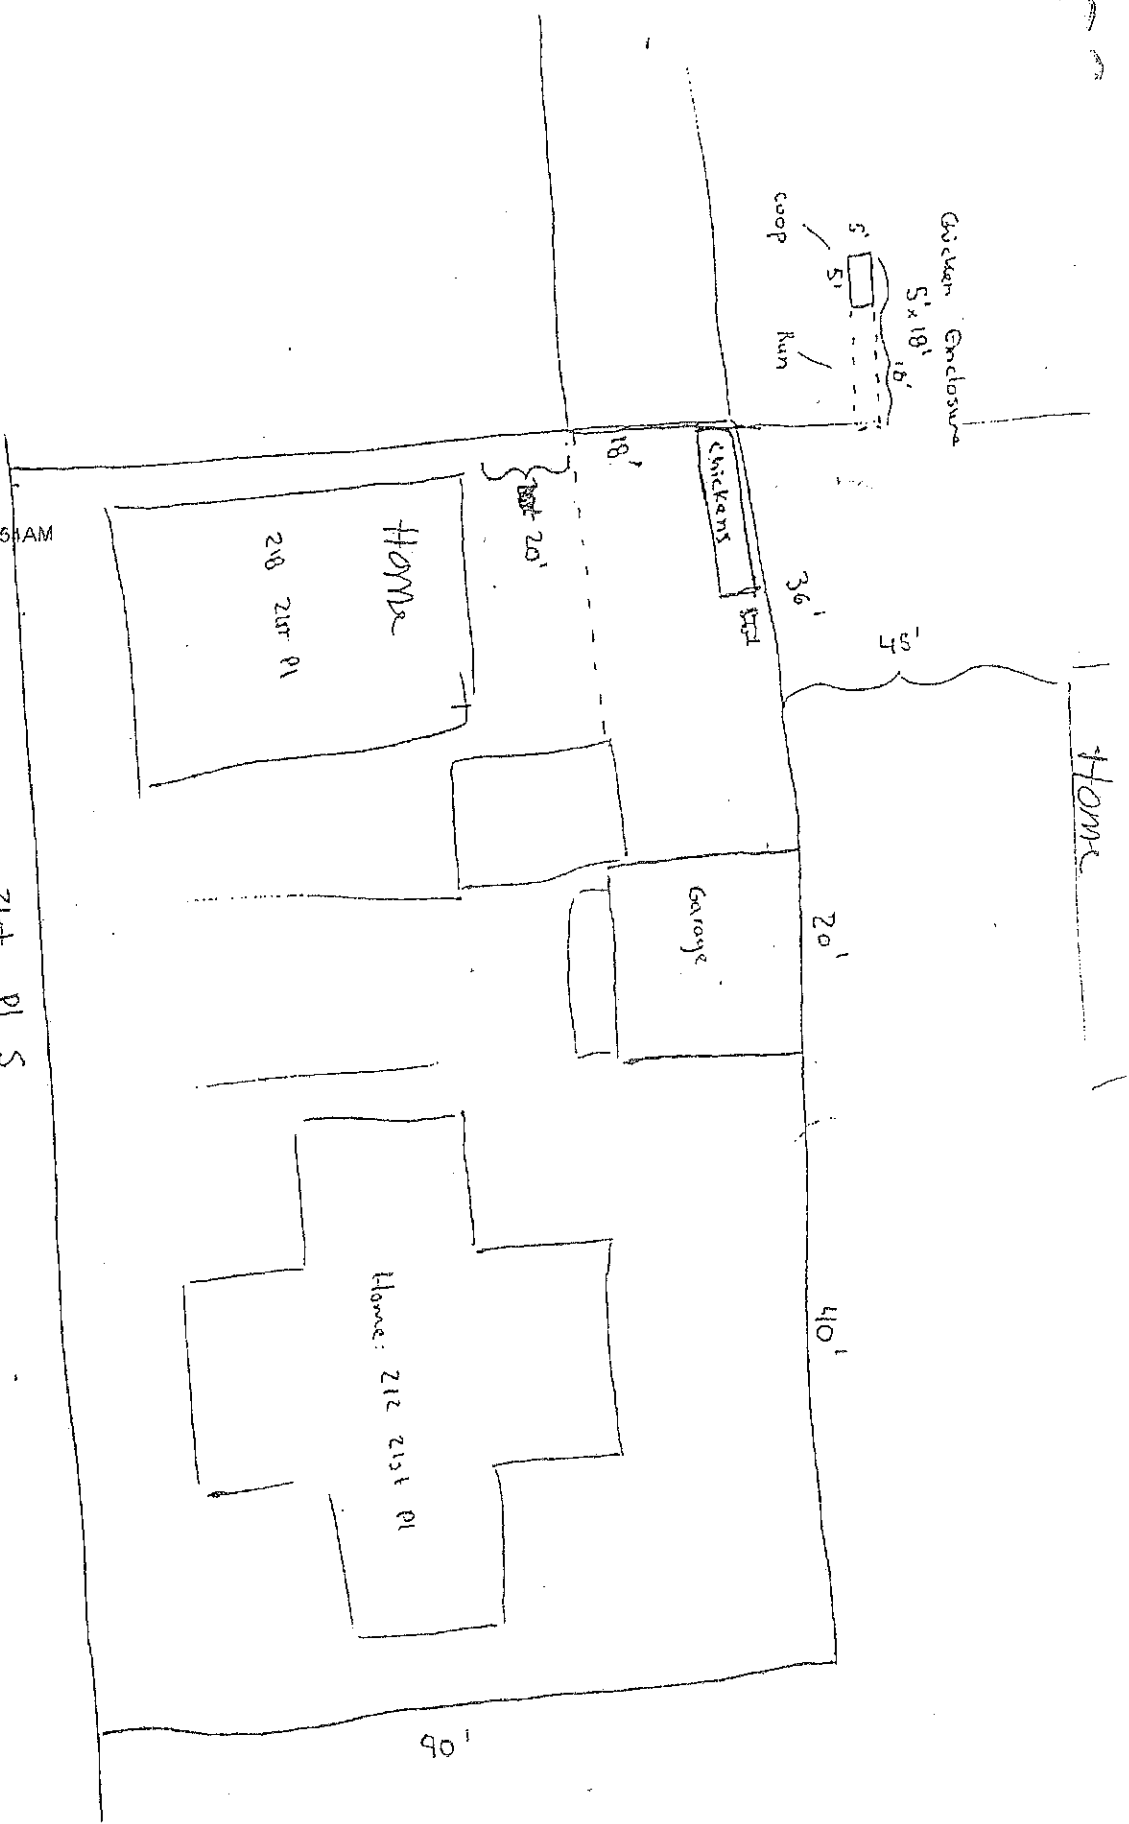 Chicken Enclosure
5' x 18'
18'
5'
5'
coop
Run
Home
45'
36'
Chickens
18'
20'
Home
218 21st Pl
Garage
20'
40'
Home: 212 21st Pl
90'
21st Pl S